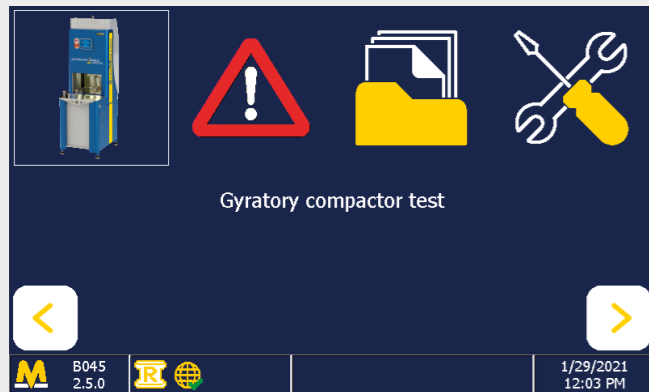 Gyratory compactor test
B045
2.5.0
R
1/29/2021
12:03 PM